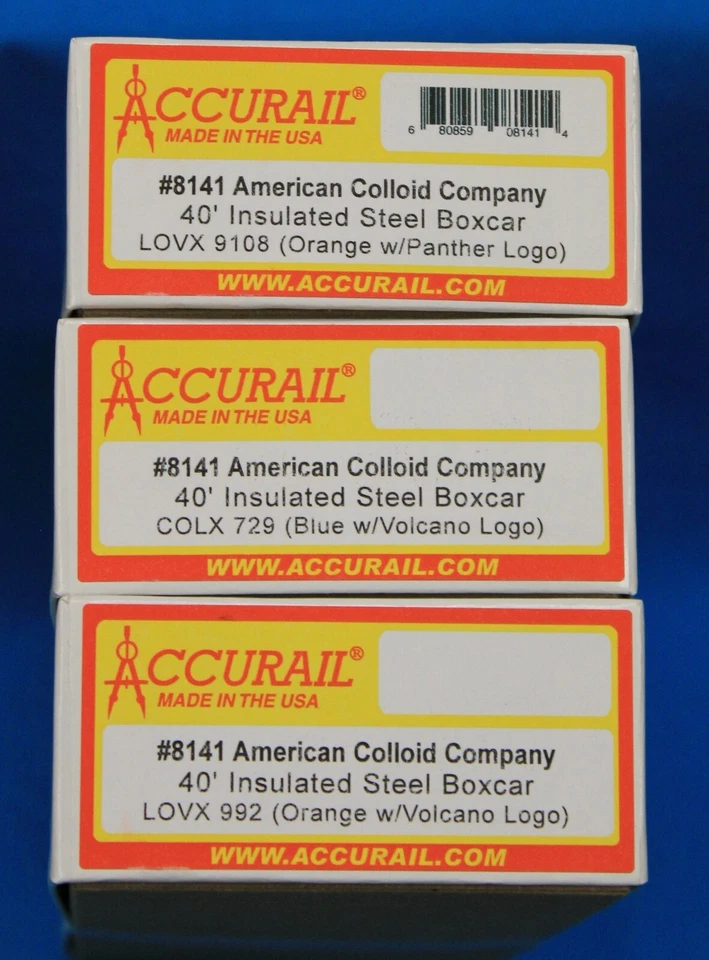 ACCURAIL®
MADE IN THE USA
6 80859 08141 4
#8141 American Colloid Company
40' Insulated Steel Boxcar
LOVX 9108 (Orange w/Panther Logo)
WWW.ACCURAIL.COM
ACCURAIL®
MADE IN THE USA
#8141 American Colloid Company
40' Insulated Steel Boxcar
COLX 729 (Blue w/Volcano Logo)
WWW.ACCURAIL.COM
ACCURAIL®
MADE IN THE USA
#8141 American Colloid Company
40' Insulated Steel Boxcar
LOVX 992 (Orange w/Volcano Logo)
WWW.ACCURAIL.COM